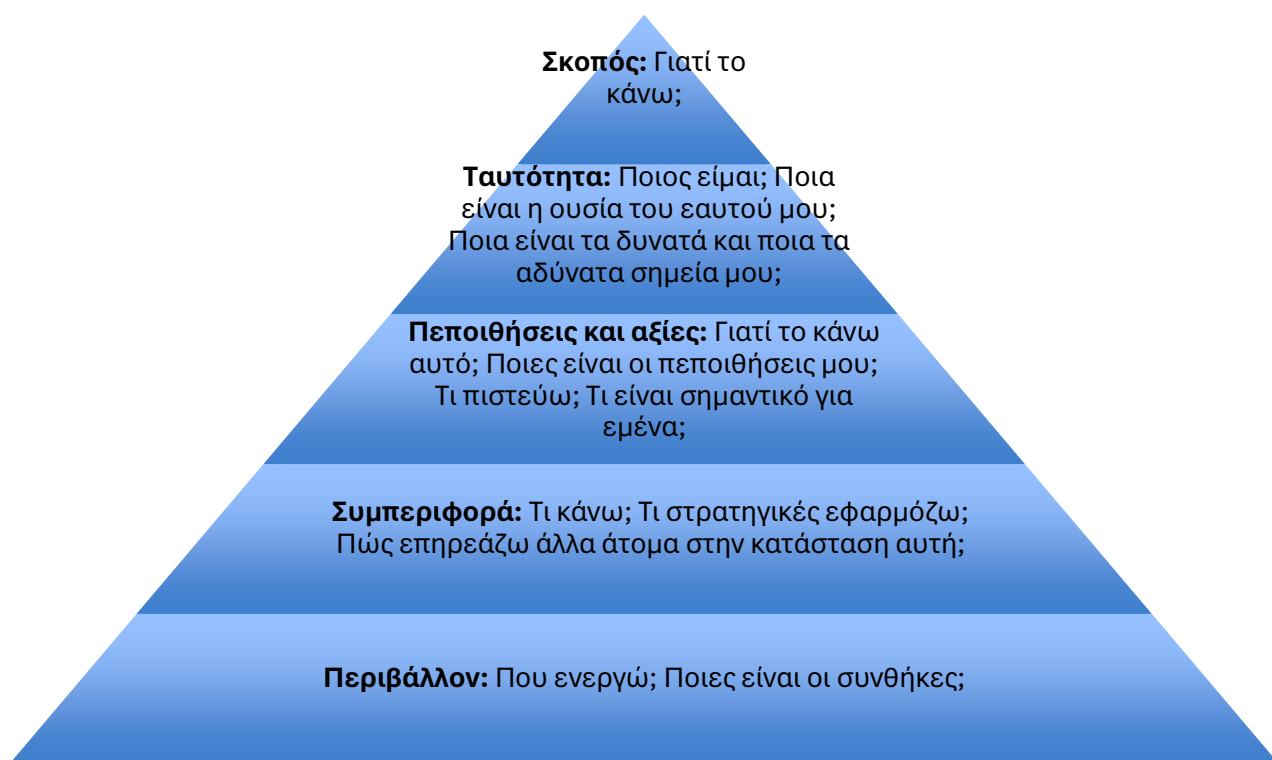 Σκοπός: Γιατί το
κάνω;
Ταυτότητα: Ποιος είμαι; Ποια
είναι η ουσία του εαυτού μου;
Ποια είναι τα δυνατά και ποια τα
αδύνατα σημεία μου;
Πεποιθήσεις και αξίες: Γιατί το κάνω
αυτό; Ποιες είναι οι πεποιθήσεις μου;
Τι πιστεύω; Τι είναι σημαντικό για
εμένα;
Συμπεριφορά: Τι κάνω; Τι στρατηγικές εφαρμόζω;
Πώς επηρεάζω άλλα άτομα στην κατάσταση αυτή;
Περιβάλλον: Που ενεργώ; Ποιες είναι οι συνθήκες;